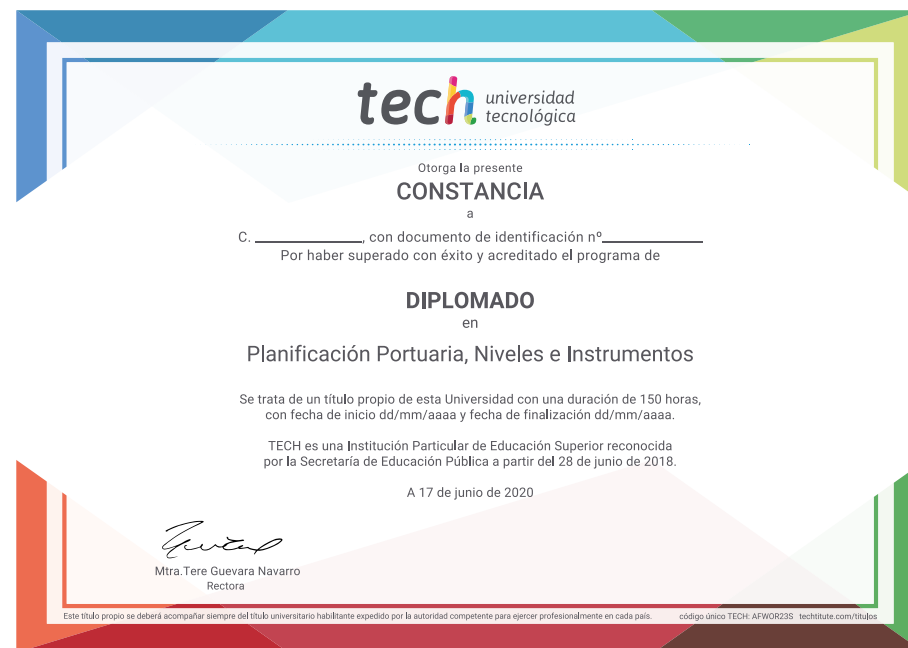 tech universidad
tecnológica
Otorga la presente
CONSTANCIA
a
C. ____________, con documento de identificación nº____________
Por haber superado con éxito y acreditado el programa de
DIPLOMADO
en
Planificación Portuaria, Niveles e Instrumentos
Se trata de un título propio de esta Universidad con una duración de 150 horas,
con fecha de inicio dd/mm/aaaa y fecha de finalización dd/mm/aaaa.
TECH es una Institución Particular de Educación Superior reconocida
por la Secretaría de Educación Pública a partir del 28 de junio de 2018.
A 17 de junio de 2020
Mtra.Tere Guevara Navarro
Rectora
Este título propio se deberá acompañar siempre del título universitario habilitante expedido por la autoridad competente para ejercer profesionalmente en cada país. código único TECH: AFWOR23S techtitute.com/titulos